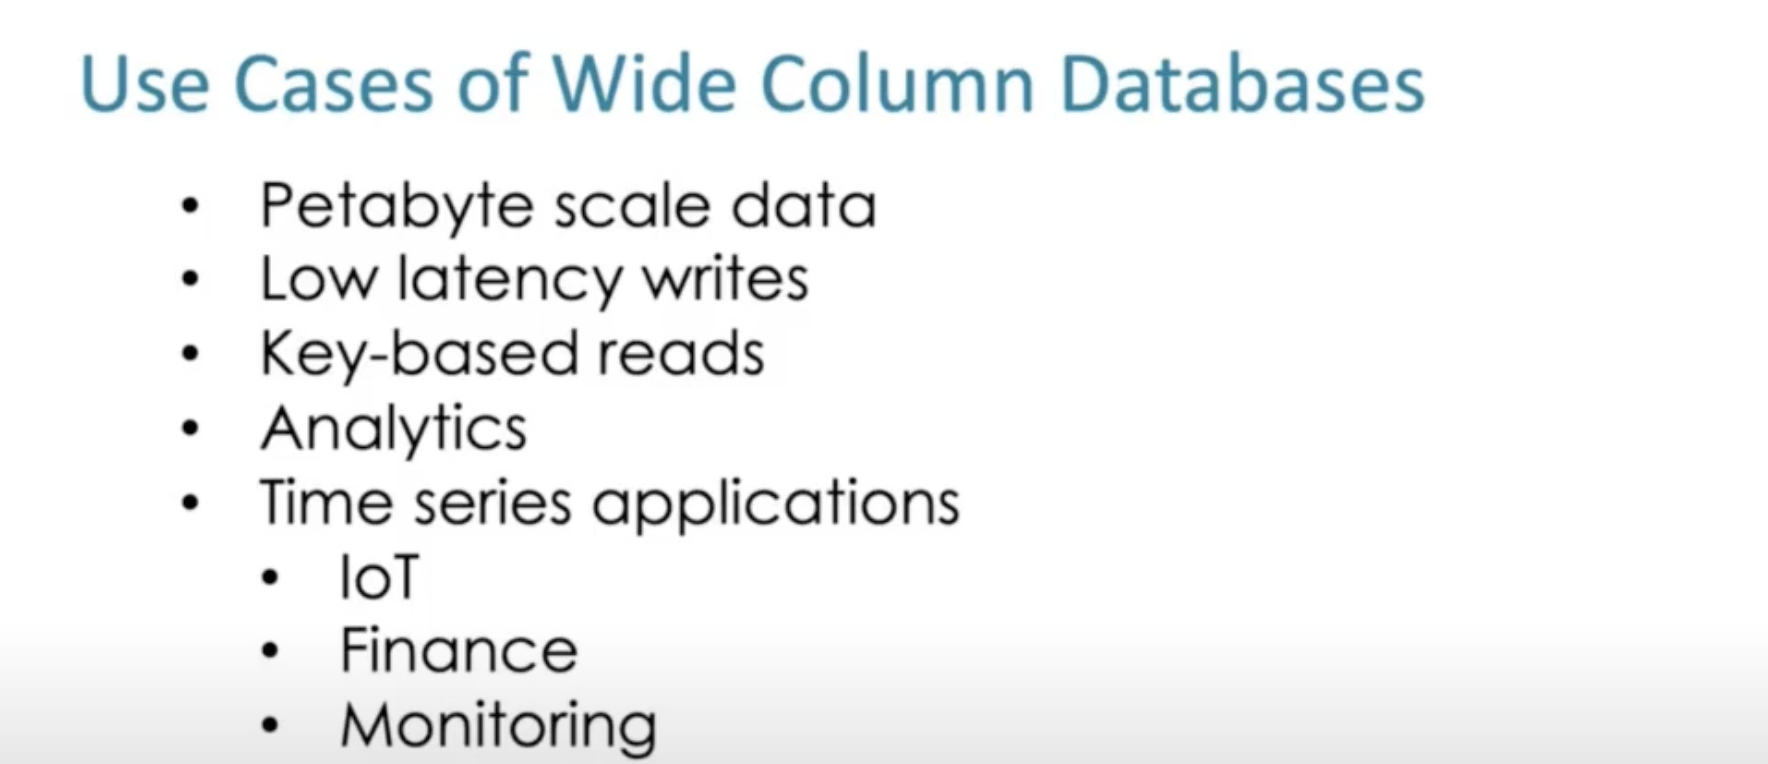 Use Cases of Wide Column Databases
• Petabyte scale data
• Low latency writes
• Key-based reads
• Analytics
• Time series applications
• IoT
• Finance
• Monitoring